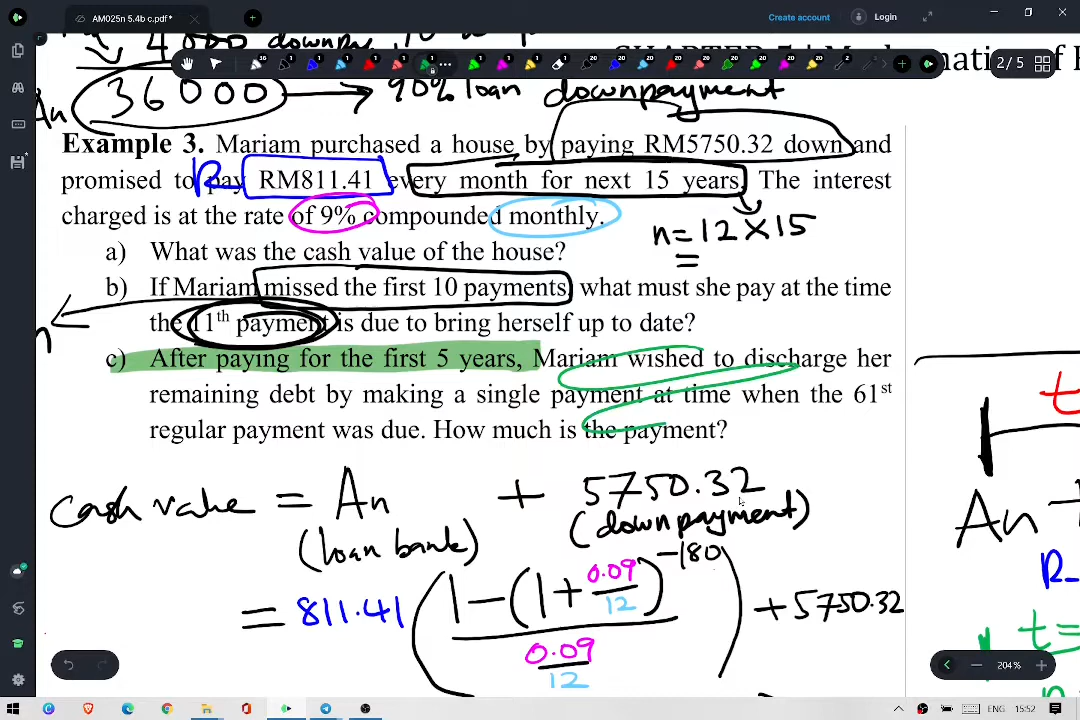 AM025n 5.4b c.pdf*
Create account
Login
4000 downpay
2/5
36000 → 90% loan downpayment
An
Example 3. Mariam purchased a house by paying RM5750.32 down and
promised to pay RM811.41 every month for next 15 years. The interest
R
charged is at the rate of 9% compounded monthly.
n = 12 × 15
a) What was the cash value of the house?
b) If Mariam missed the first 10 payments, what must she pay at the time
the 11th payment is due to bring herself up to date?
n
c) After paying for the first 5 years, Mariam wished to discharge her
remaining debt by making a single payment at time when the 61st
regular payment was due. How much is the payment?
cash value = An + 5750.32
(loan bank) (downpayment)
= 811.41 ( 1 − (1 + 0.09/12)^−180 / 0.09/12 ) + 5750.32
An
R
t =
204%
ENG 15:52